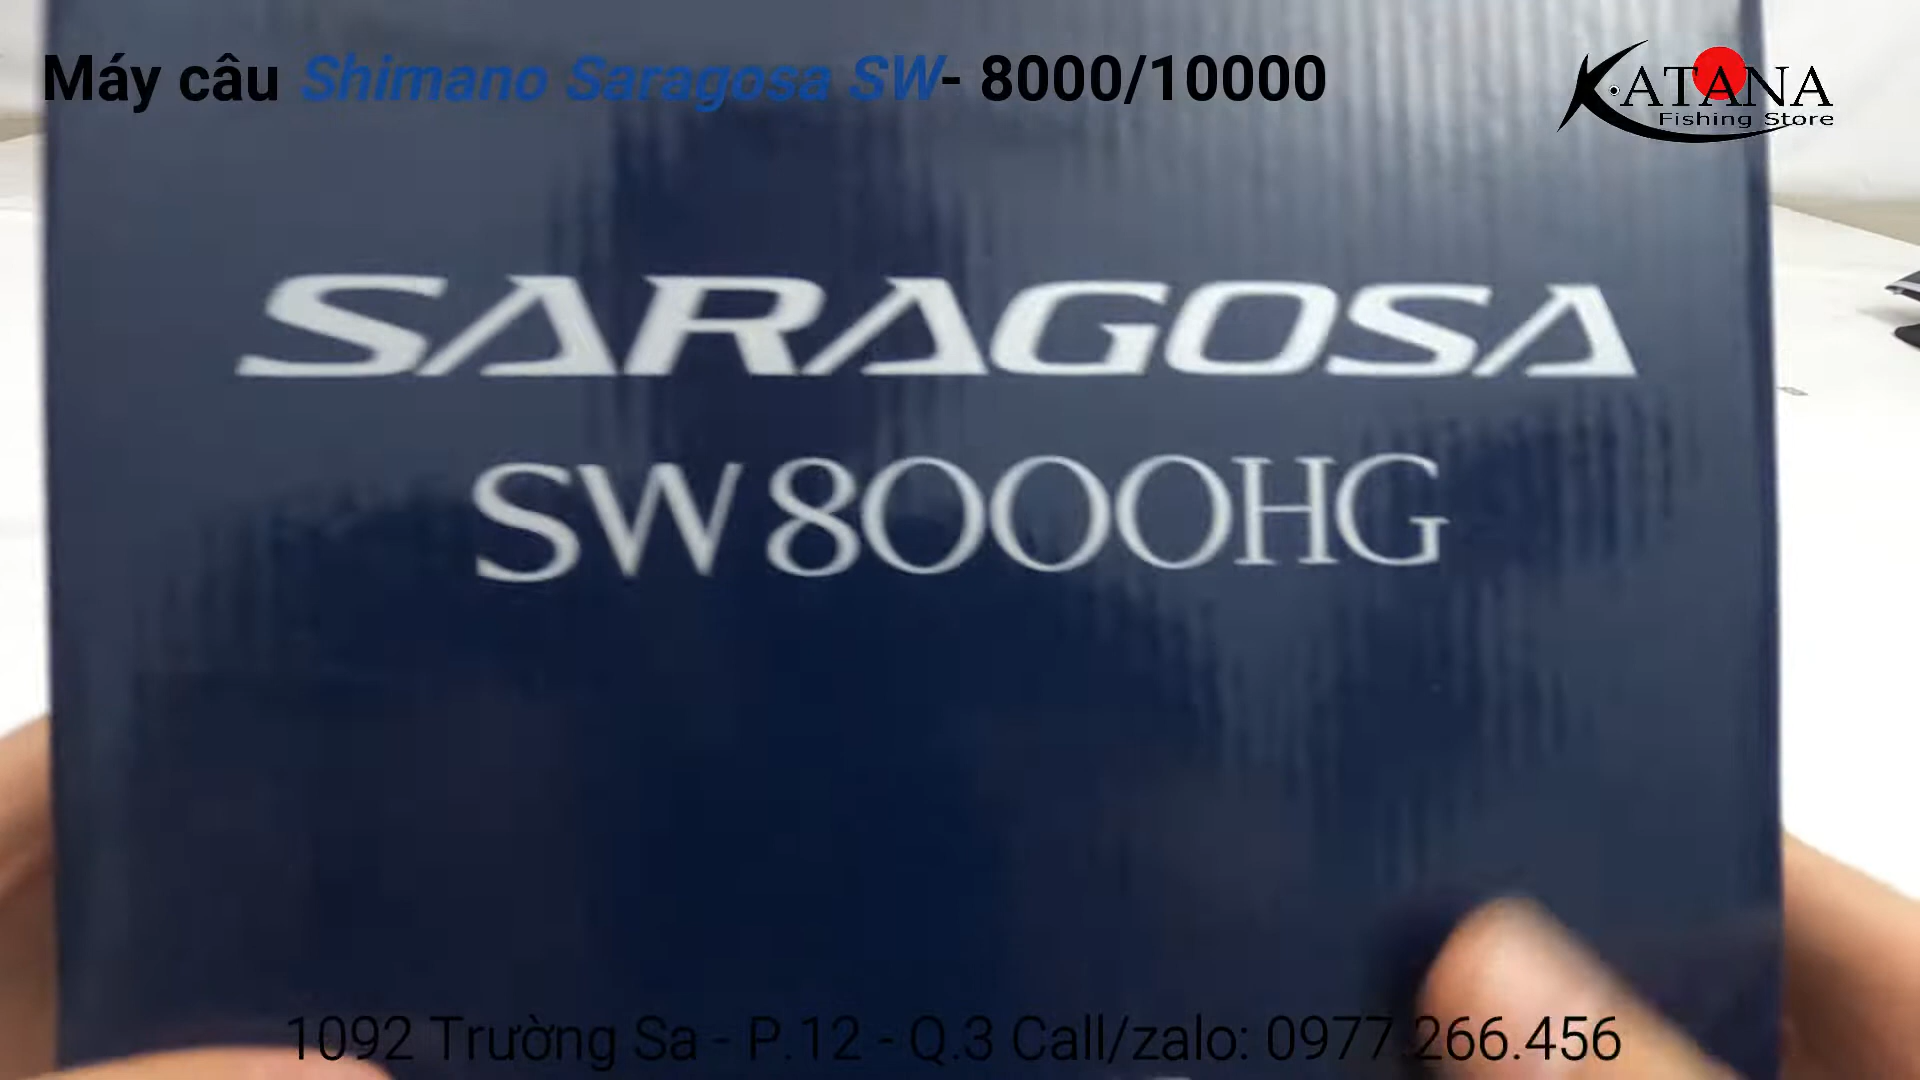 Máy câu Shimano Saragosa SW- 8000/10000
KATANA
Fishing Store
SARAGOSA
SW 8000HG
1092 Trường Sa - P.12 - Q.3 Call/zalo: 0977.266.456